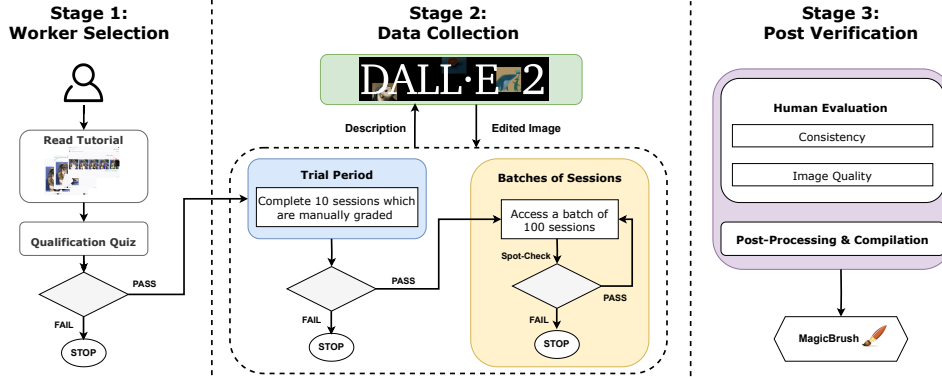 Stage 1:
Worker Selection
Read Tutorial
Qualification Quiz
PASS
FAIL
STOP
Stage 2:
Data Collection
DALL·E 2
Description
Edited Image
Trial Period
Complete 10 sessions which
are manually graded
PASS
FAIL
STOP
Batches of Sessions
Access a batch of
100 sessions
Spot-Check
PASS
FAIL
STOP
Stage 3:
Post Verification
Human Evaluation
Consistency
Image Quality
Post-Processing & Compilation
MagicBrush